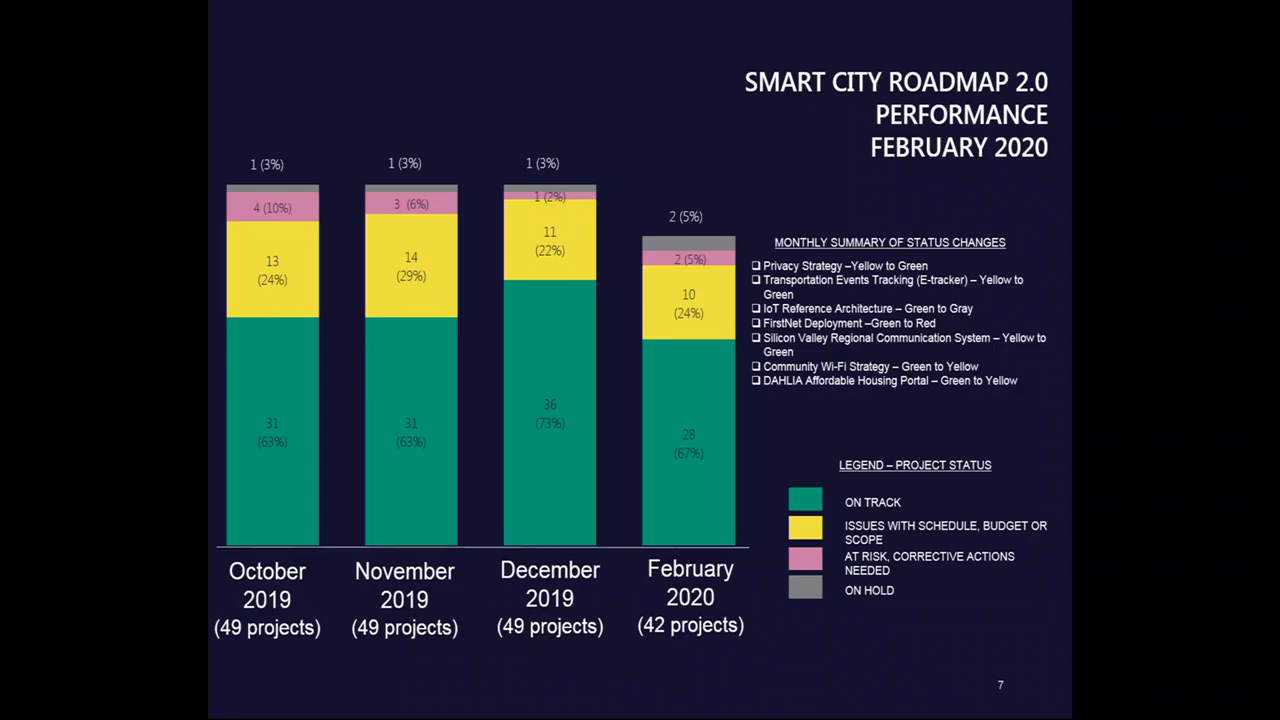 SMART CITY ROADMAP 2.0
PERFORMANCE
FEBRUARY 2020
1 (3%)
1 (3%)
1 (3%)
2 (5%)
4 (10%)
3 (6%)
1 (2%)
2 (5%)
13
(24%)
14
(29%)
11
(22%)
10
(24%)
31
(63%)
31
(63%)
36
(73%)
28
(67%)
October
2019
(49 projects)
November
2019
(49 projects)
December
2019
(49 projects)
February
2020
(42 projects)
MONTHLY SUMMARY OF STATUS CHANGES
❑ Privacy Strategy –Yellow to Green
❑ Transportation Events Tracking (E-tracker) – Yellow to
Green
❑ IoT Reference Architecture – Green to Gray
❑ FirstNet Deployment –Green to Red
❑ Silicon Valley Regional Communication System – Yellow to
Green
❑ Community Wi-Fi Strategy – Green to Yellow
❑ DAHLIA Affordable Housing Portal – Green to Yellow
LEGEND – PROJECT STATUS
ON TRACK
ISSUES WITH SCHEDULE, BUDGET OR
SCOPE
AT RISK, CORRECTIVE ACTIONS
NEEDED
ON HOLD
7